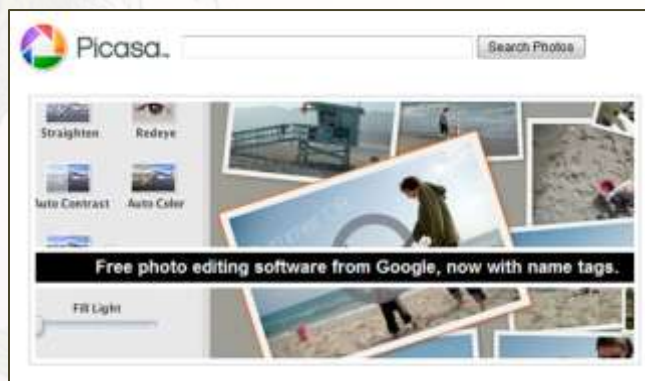 Picasa™
Search Photos
Straighten Redeye
Auto Contrast Auto Color
Free photo editing software from Google, now with name tags.
Fill Light